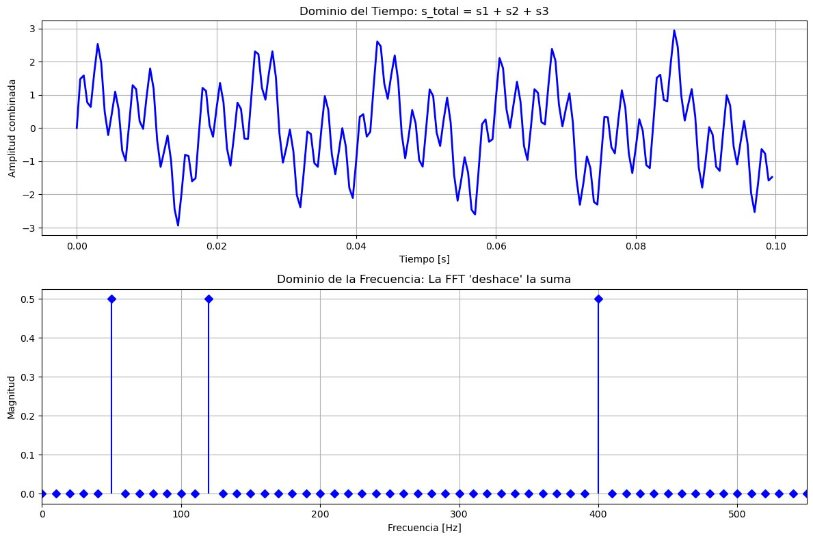 Dominio del Tiempo: s_total = s1 + s2 + s3
Amplitud combinada
3
2
1
0
−1
−2
−3
0.00 0.02 0.04 0.06 0.08 0.10
Tiempo [s]
Dominio de la Frecuencia: La FFT 'deshace' la suma
Magnitud
0.5
0.4
0.3
0.2
0.1
0.0
0 100 200 300 400 500
Frecuencia [Hz]